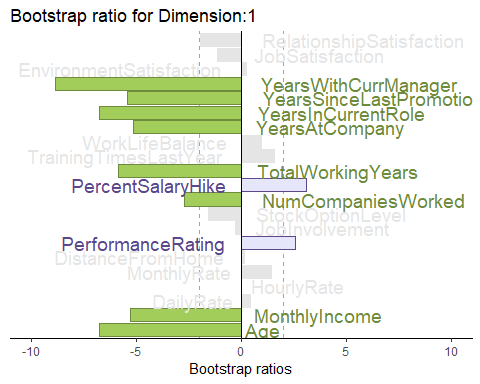 Bootstrap ratio for Dimension:1
RelationshipSatisfaction
JobSatisfaction
EnvironmentSatisfaction
YearsWithCurrManager
YearsSinceLastPromotio
YearsInCurrentRole
YearsAtCompany
WorkLifeBalance
TrainingTimesLastYear
TotalWorkingYears
PercentSalaryHike
NumCompaniesWorked
StockOptionLevel
JobInvolvement
PerformanceRating
DistanceFromHome
MonthlyRate
HourlyRate
DailyRate
MonthlyIncome
Age
-10 -5 0 5 10
Bootstrap ratios